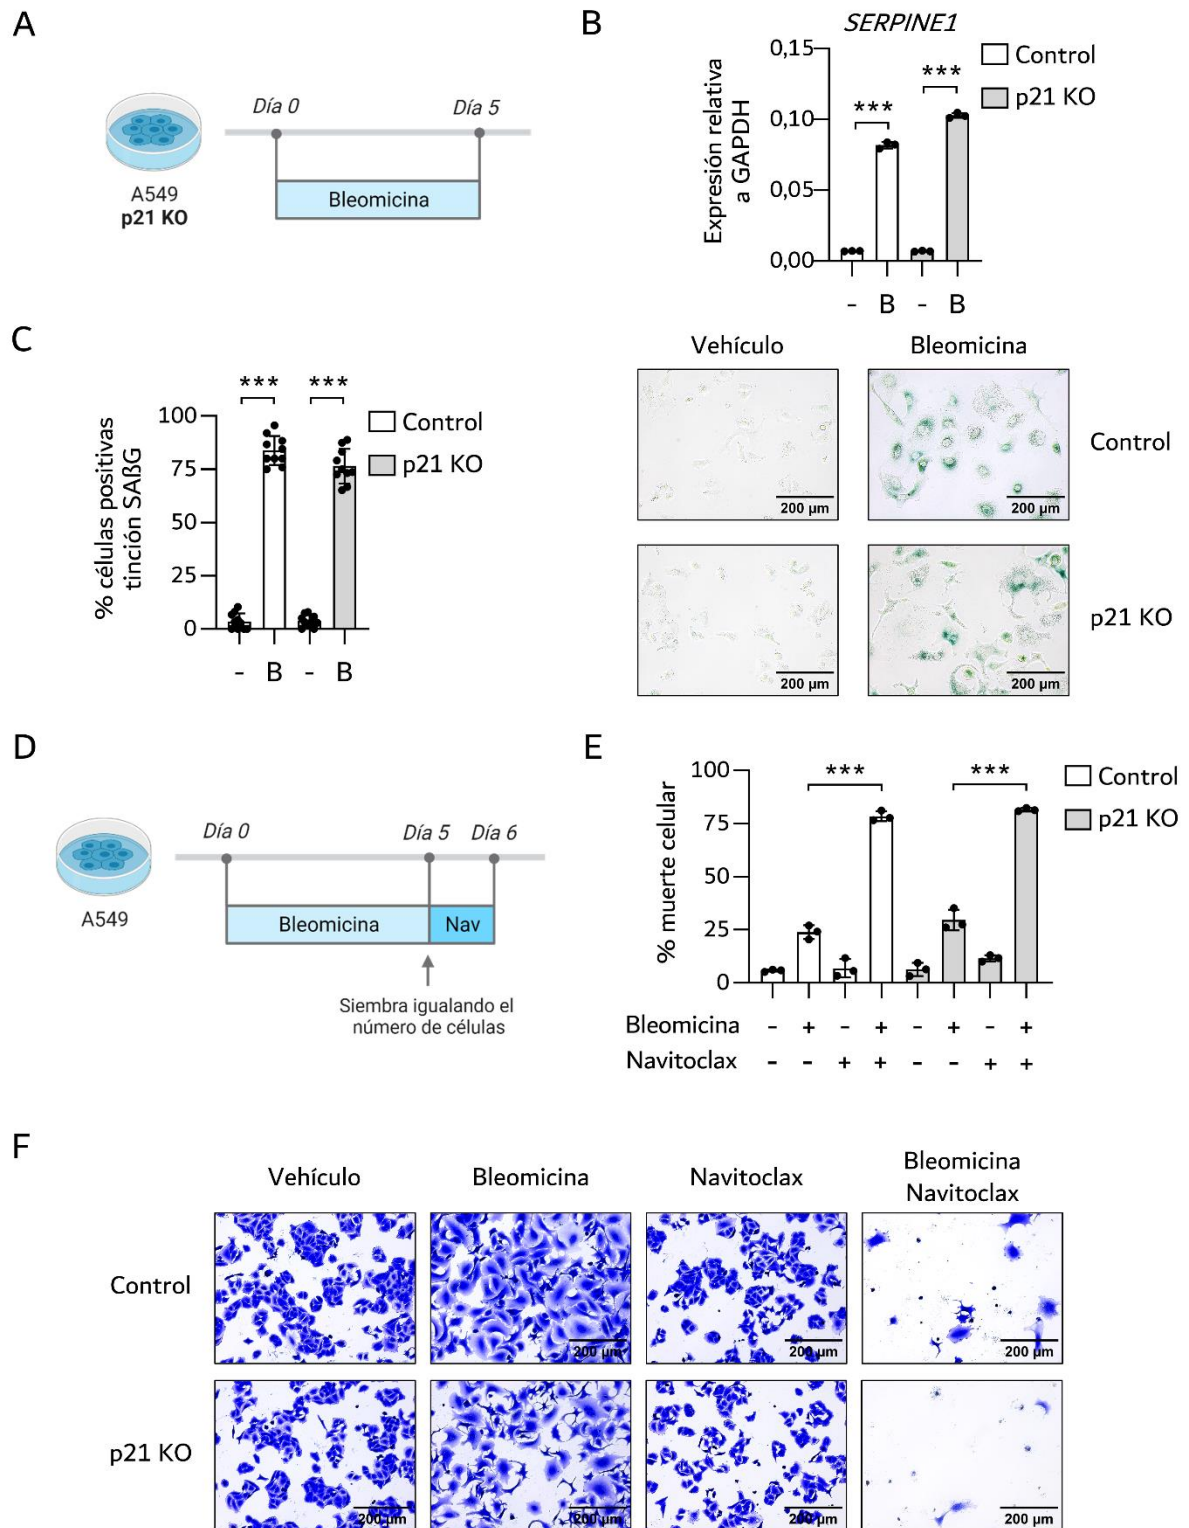 A
Día 0
Día 5
Bleomicina
A549
p21 KO
B
SERPINE1
Expresión relativa
a GAPDH
0,15
0,10
0,05
0,00
***
***
- B - B
Control
p21 KO
C
% células positivas
tinción SAßG
100
75
50
25
0
***
***
- B - B
Control
p21 KO
Vehículo
Bleomicina
200 µm
200 µm
Control
200 µm
200 µm
p21 KO
D
Día 0
Día 5
Día 6
A549
Bleomicina
Nav
Siembra igualando el
número de células
E
% muerte celular
100
75
50
25
0
***
***
Control
p21 KO
Bleomicina - + - + - + - +
Navitoclax - - + + - - + +
F
Vehículo
Bleomicina
Navitoclax
Bleomicina
Navitoclax
Control
200 µm
200 µm
200 µm
200 µm
p21 KO
200 µm
200 µm
200 µm
200 µm